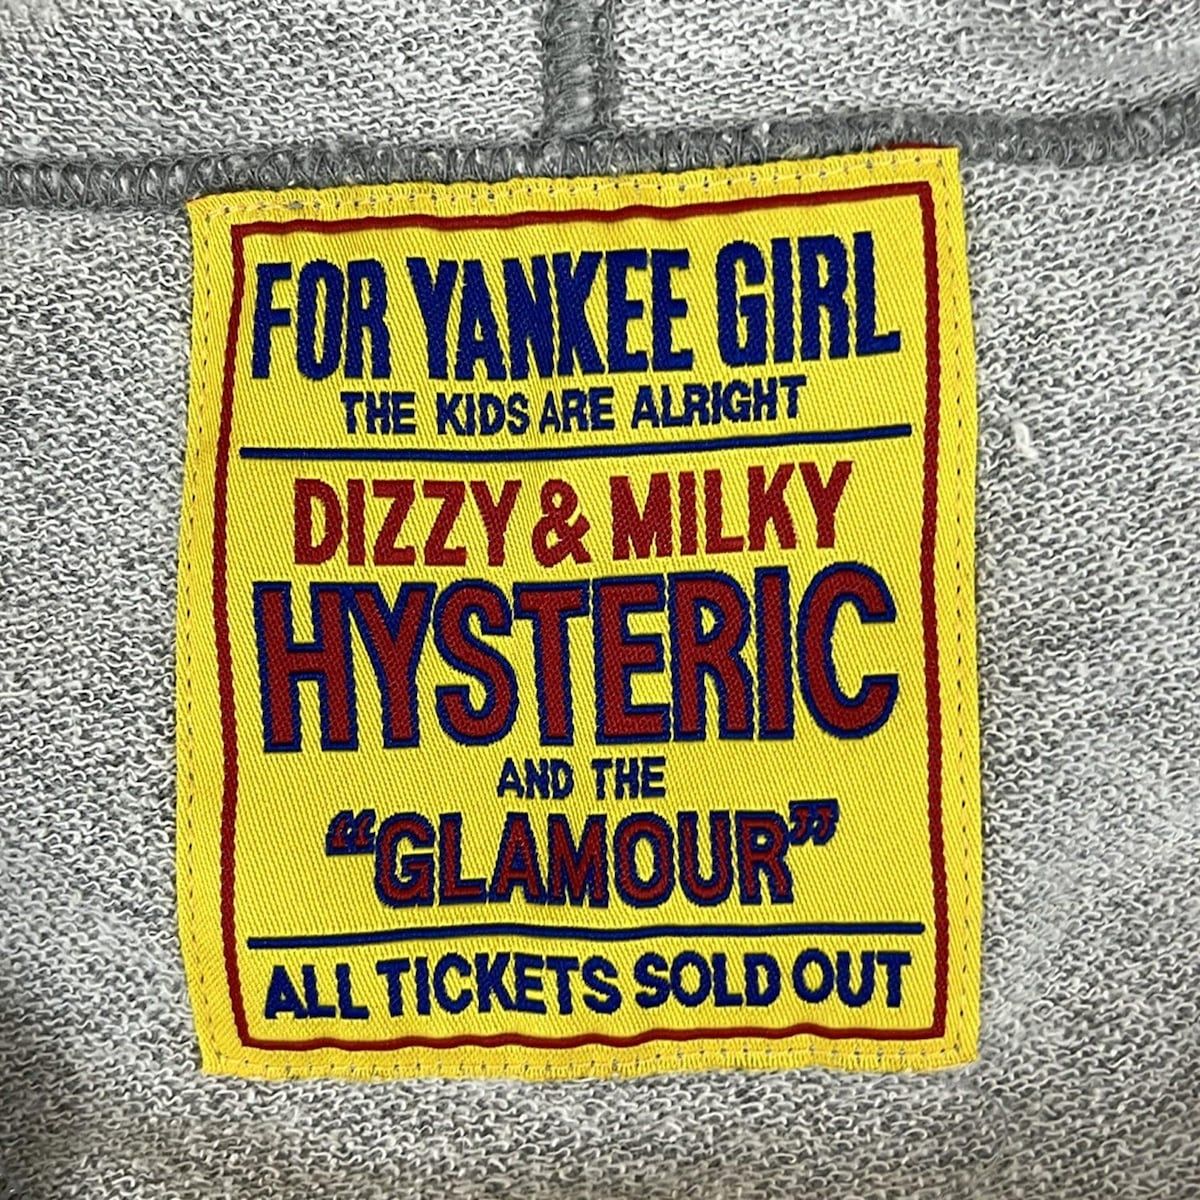 FOR YANKEE GIRL
THE KIDS ARE ALRIGHT
DIZZY & MILKY
HYSTERIC
AND THE
“GLAMOUR”
ALL TICKETS SOLD OUT